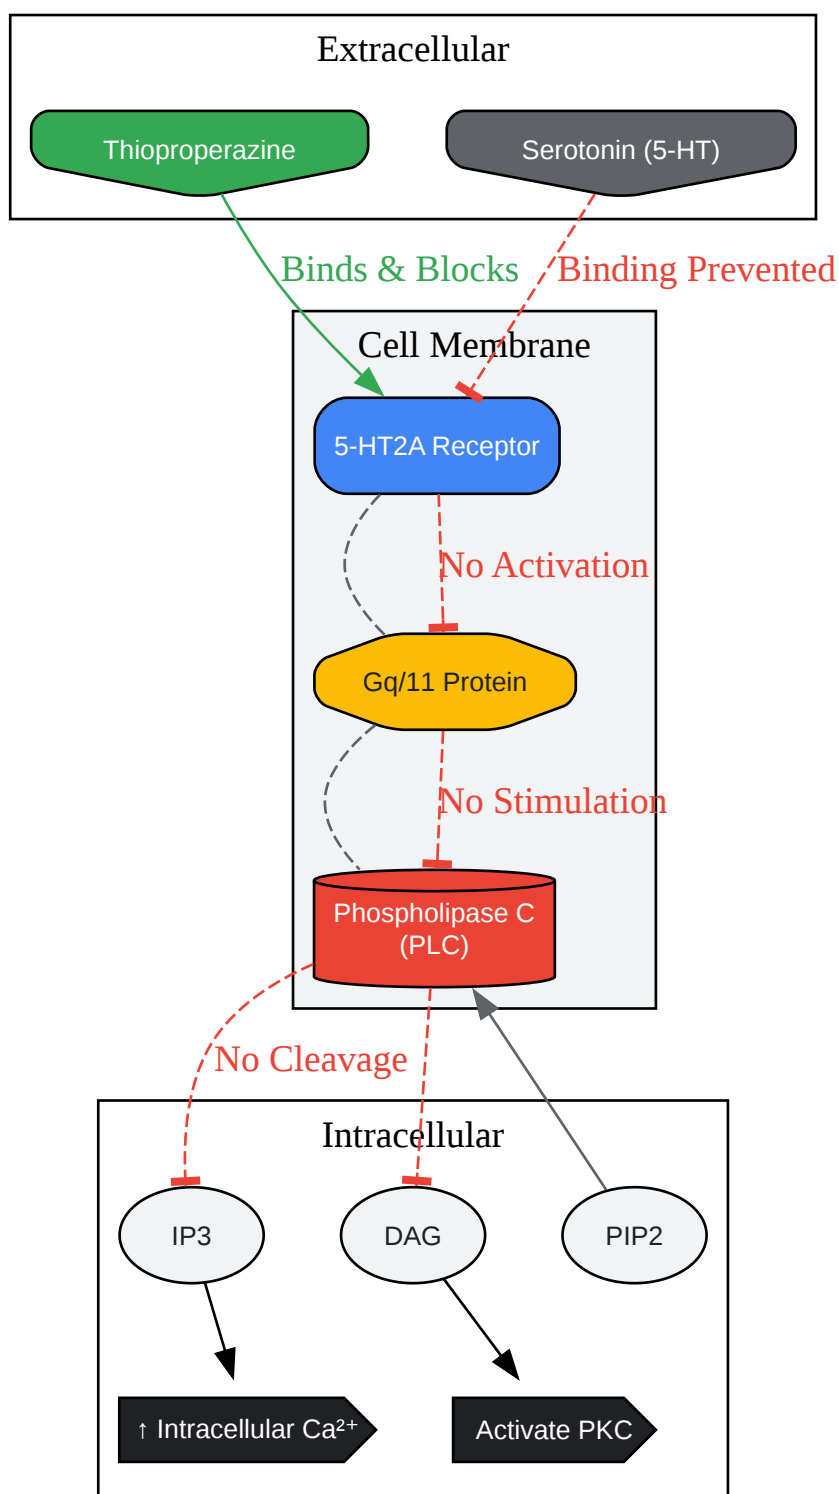 Extracellular
Thioproperazine
Serotonin (5-HT)
Binds & Blocks
Binding Prevented
Cell Membrane
5-HT2A Receptor
No Activation
Gq/11 Protein
No Stimulation
Phospholipase C
(PLC)
No Cleavage
Intracellular
IP3
DAG
PIP2
↑ Intracellular Ca²⁺
Activate PKC